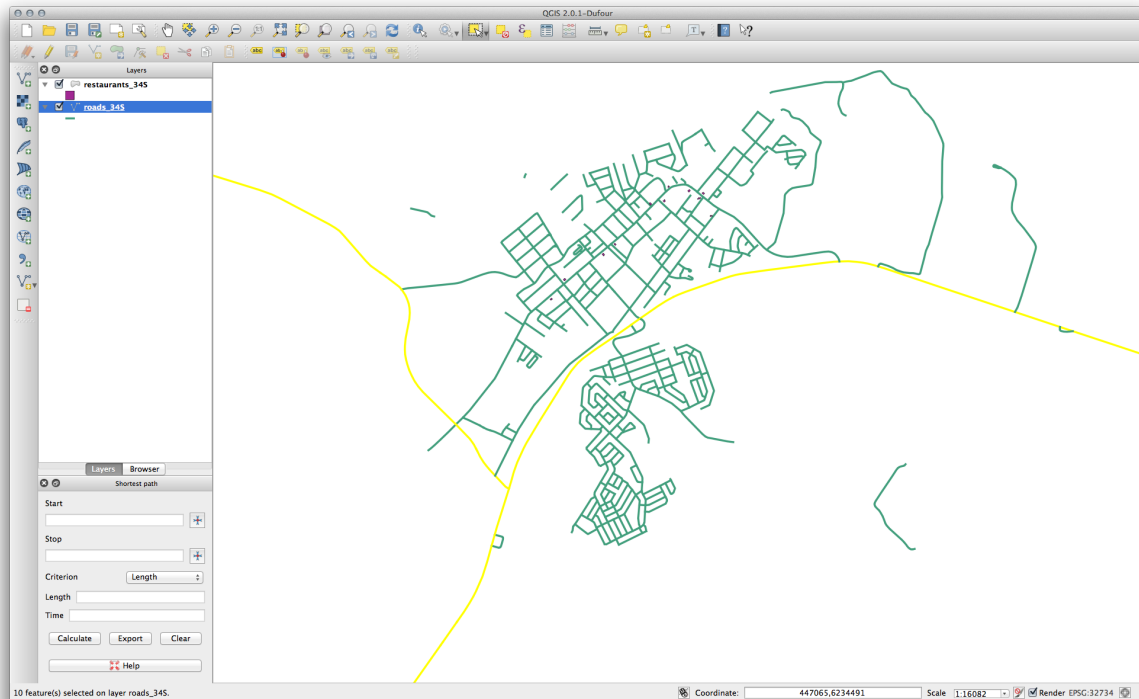 QGIS 2.0.1-Dufour
Layers
restaurants_34S
roads_34S
Layers Browser
Shortest path
Start
Stop
Criterion Length
Length
Time
Calculate Export Clear
Help
10 feature(s) selected on layer roads_34S.
Coordinate: 447065,6234491 Scale 1:16082 Render EPSG:32734